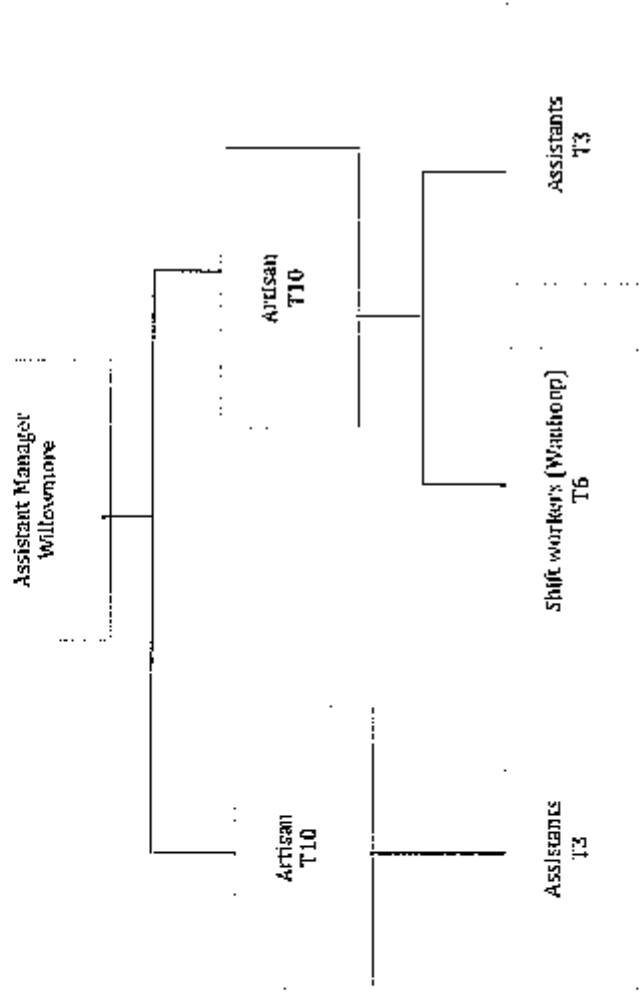 Assistant Manager
Willowmore
Artisan
T10
Artisan
T10
Assistants
T3
Shift workers (Wanhoop)
T6
Assistants
T3